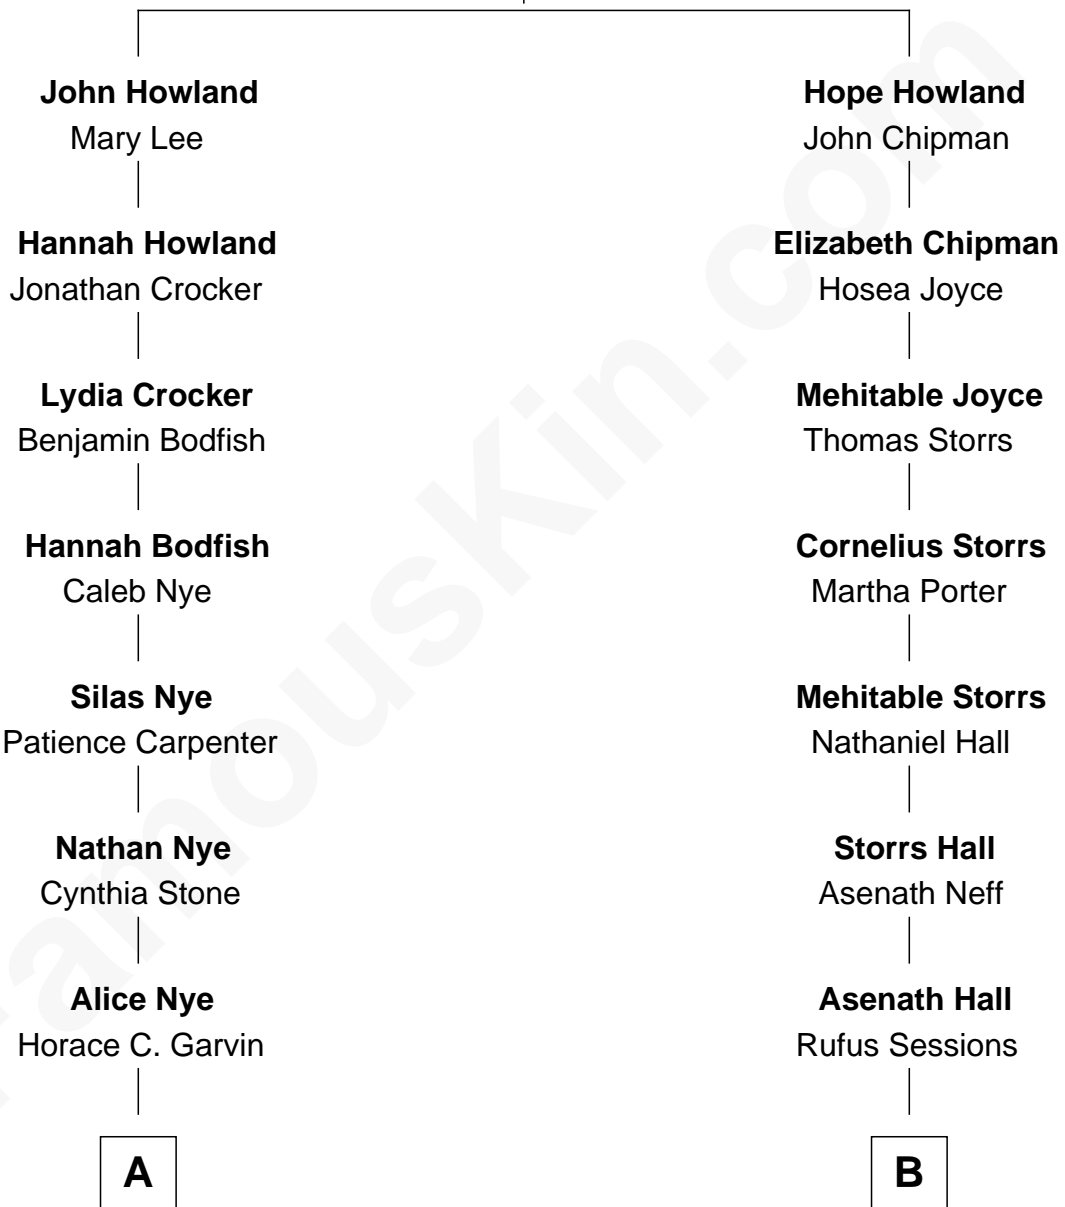 John Howland
Mary Lee
Hannah Howland
Jonathan Crocker
Lydia Crocker
Benjamin Bodfish
Hannah Bodfish
Caleb Nye
Silas Nye
Patience Carpenter
Nathan Nye
Cynthia Stone
Alice Nye
Horace C. Garvin
A
Hope Howland
John Chipman
Elizabeth Chipman
Hosea Joyce
Mehitable Joyce
Thomas Storrs
Cornelius Storrs
Martha Porter
Mehitable Storrs
Nathaniel Hall
Storrs Hall
Asenath Neff
Asenath Hall
Rufus Sessions
B
FamousKin.com